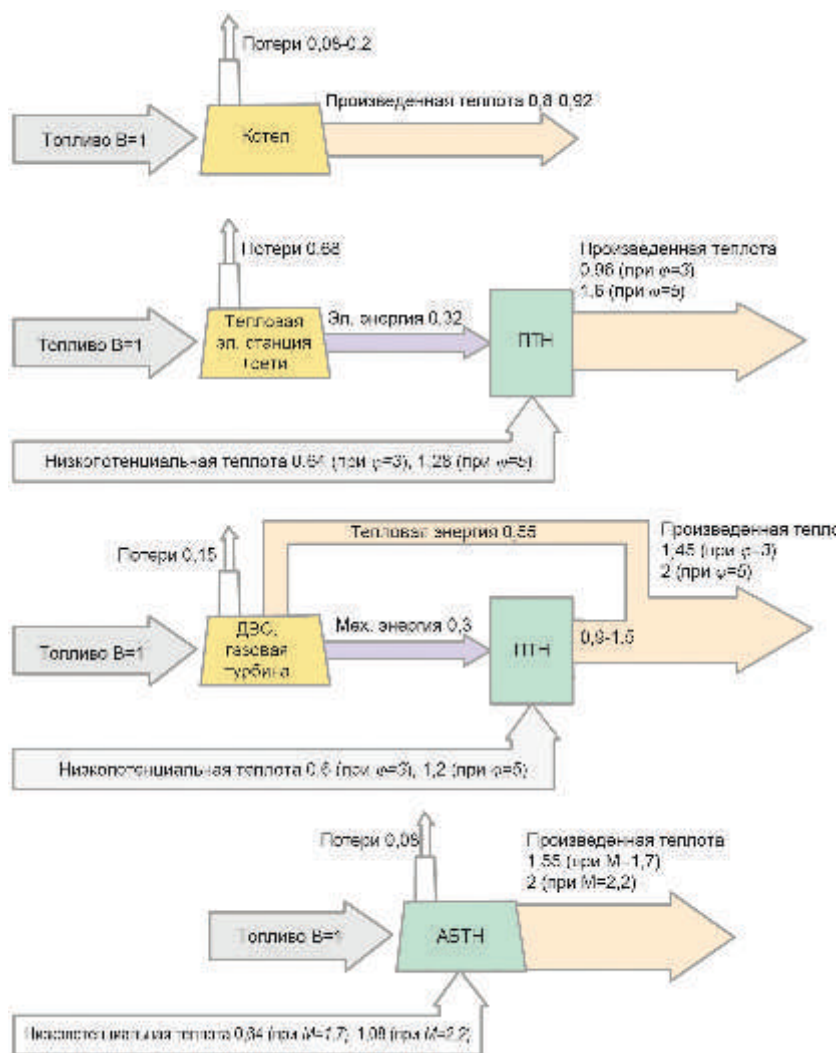 Потери 0,08-0,2
Произведенная теплота 0,8-0,92
Топливо В=1
Котел
Потери 0,68
Произведенная теплота
0,96 (при φ=3)
1,6 (при φ=5)
Топливо В=1
Тепловая
эл. станция
+сети
Эл. энергия 0,32
ПТН
Низкопотенциальная теплота 0,64 (при φ=3), 1,28 (при φ=5)
Тепловая энергия 0,55
Произведенная тепло
1,45 (при φ=3)
2 (при φ=5)
Потери 0,15
Топливо В=1
ДВС,
газовая
турбина
Мех. энергия 0,3
ПТН
0,9-1,5
Низкопотенциальная теплота 0,6 (при φ=3), 1,2 (при φ=5)
Потери 0,08
Произведенная теплота
1,55 (при М=1,7)
2 (при М=2,2)
Топливо В=1
АБТН
Низкопотенциальная теплота (при М=1,7), 1,08 (при М=2,2)